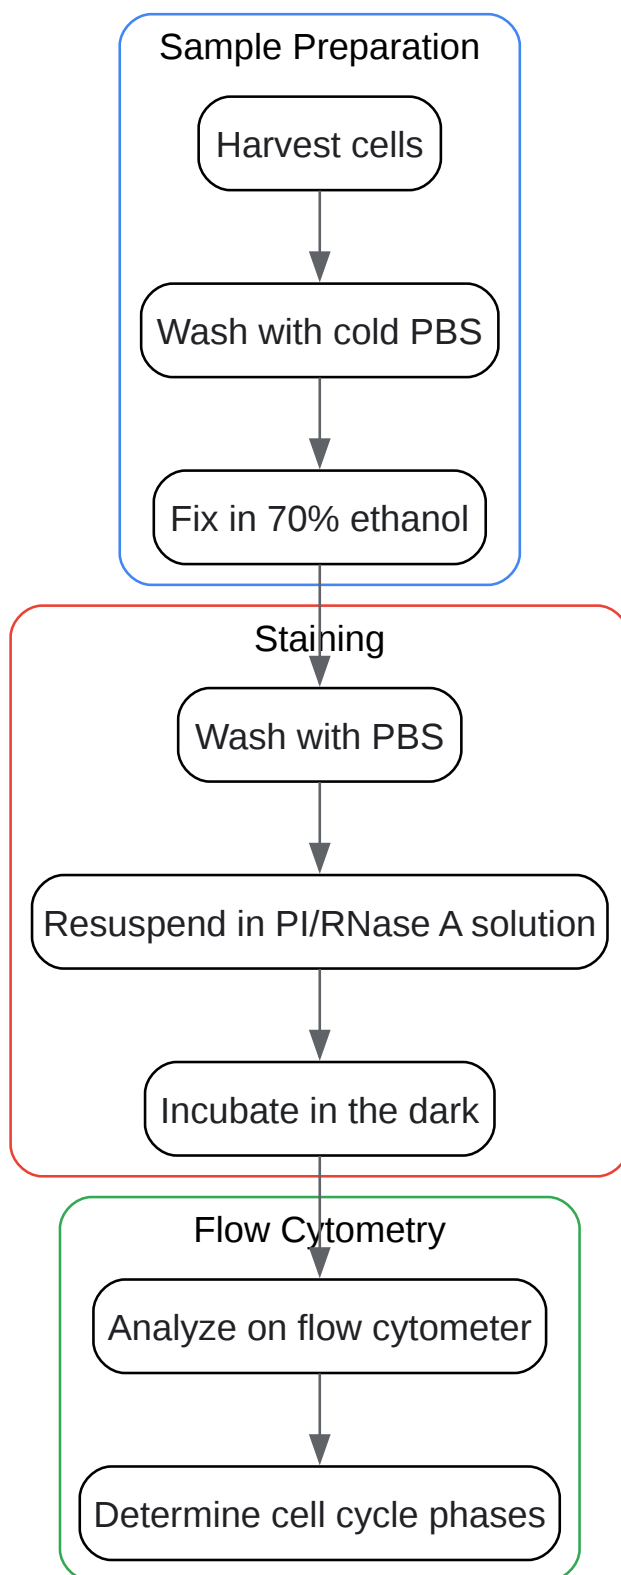 Sample Preparation
Harvest cells
Wash with cold PBS
Fix in 70% ethanol
Staining
Wash with PBS
Resuspend in PI/RNase A solution
Incubate in the dark
Flow Cytometry
Analyze on flow cytometer
Determine cell cycle phases